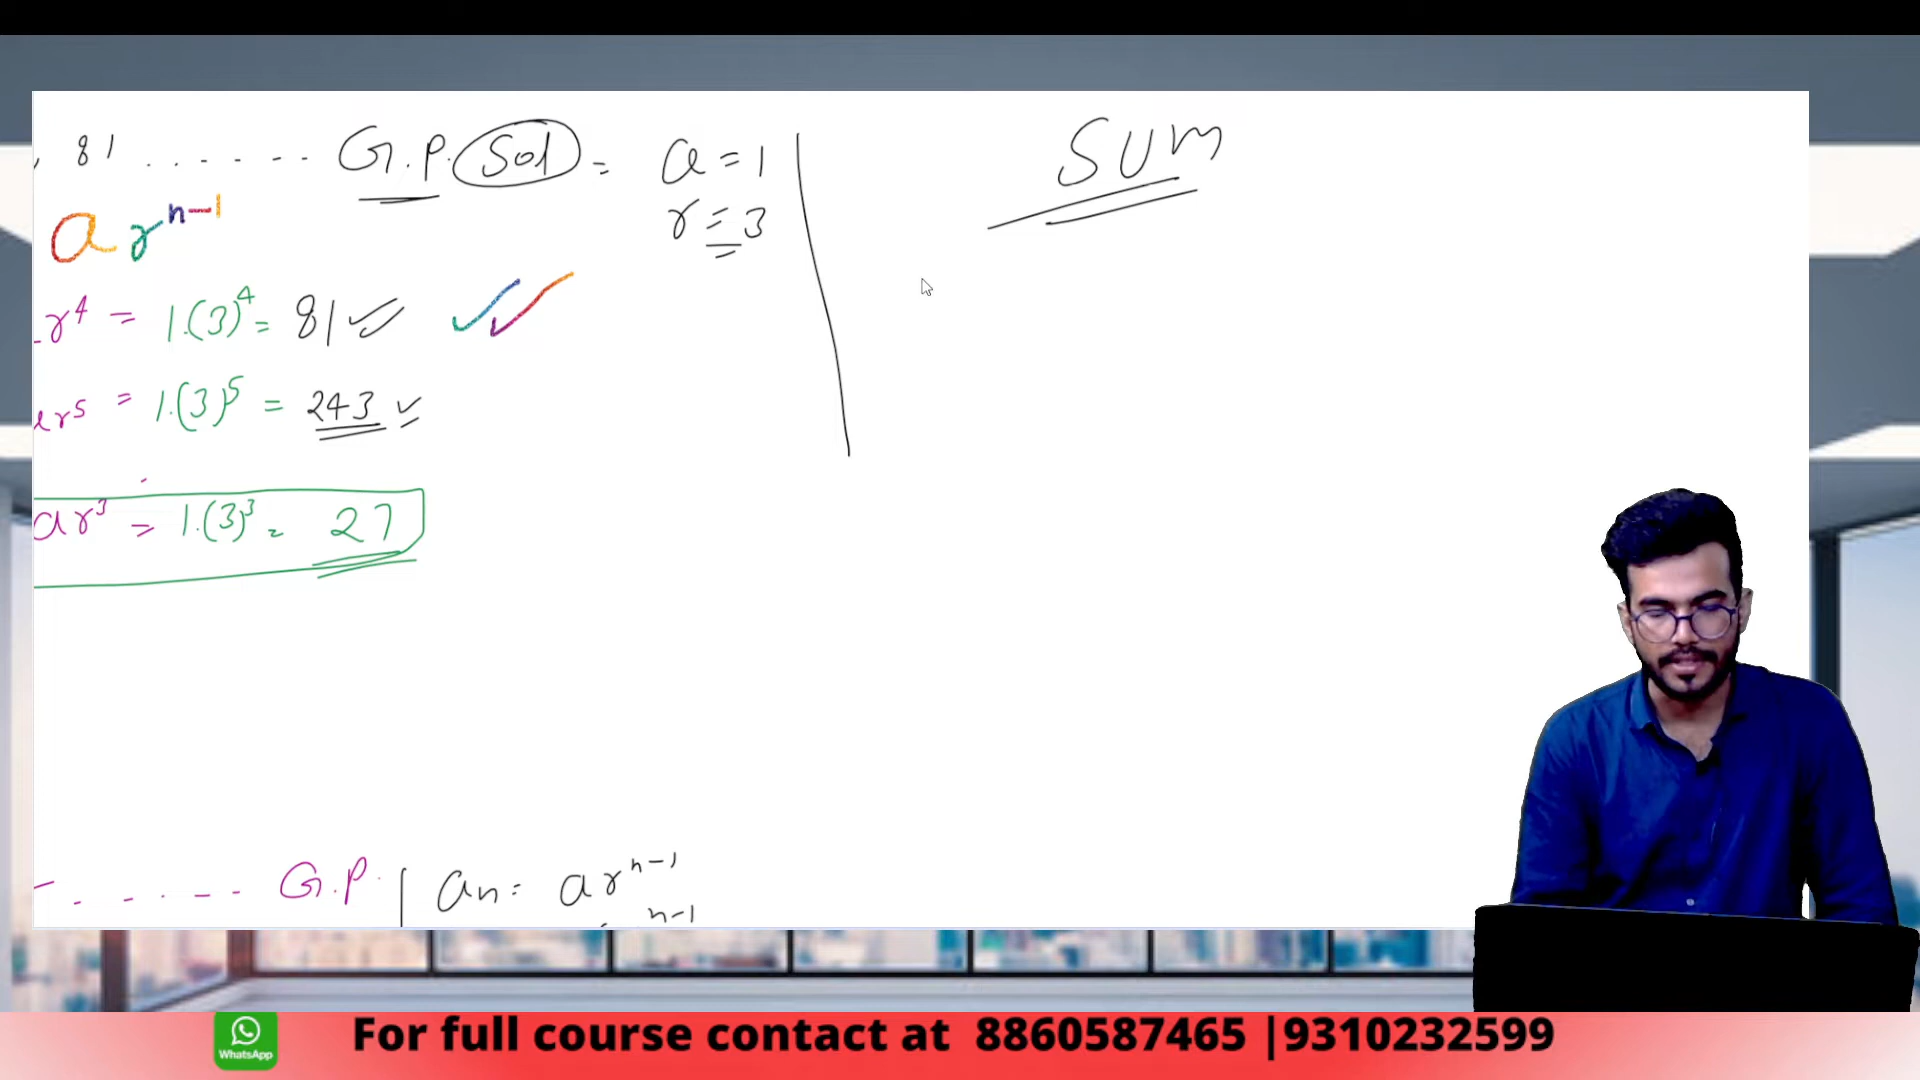 , 81 ....... G.P. Sol = a = 1
r = 3
SUM
a r^n-1
r^4 = 1.(3)^4 = 81
r^5 = 1.(3)^5 = 243
ar^3 = 1.(3)^3 = 27
...... G.P. | an = ar^n-1
n-1
WhatsApp
For full course contact at 8860587465 |9310232599